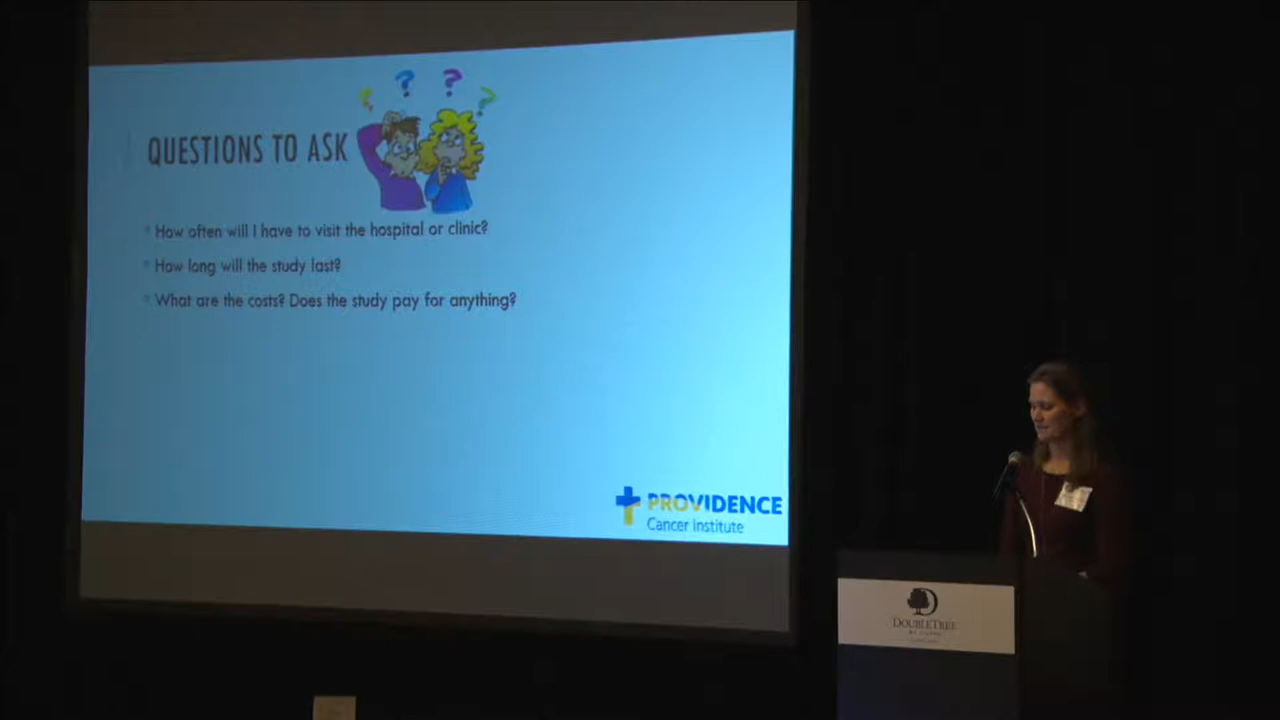 QUESTIONS TO ASK
How often will I have to visit the hospital or clinic?
How long will the study last?
What are the costs? Does the study pay for anything?
PROVIDENCE
Cancer Institute
DOUBLETREE